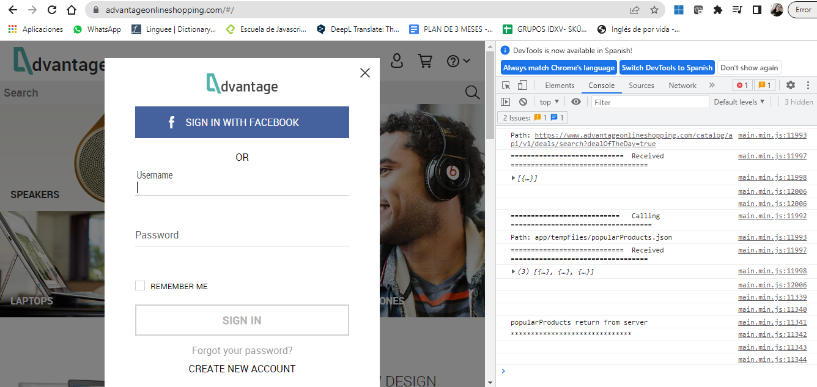 advantageonlineshopping.com/#/
Error
Aplicaciones WhatsApp Linguee | Dictionary... Escuela de Javascri... DeepL Translate: Th... PLAN DE 3 MESES -... GRUPOS IDXV- SKÜ... Inglés de por vida -...
DevTools is now available in Spanish!
Always match Chrome's language Switch DevTools to Spanish Don't show again
Elements Console Sources Network » 1 1
top ▼ Filter Default levels ▼ 3 hidden
2 Issues: 1 1
dvantage
Search
SPEAKERS
LAPTOPS
ONES
DESIGN
dvantage
SIGN IN WITH FACEBOOK
OR
Username
Password
REMEMBER ME
SIGN IN
Forgot your password?
CREATE NEW ACCOUNT
Path: https://www.advantageonlineshopping.com/catalog/a main.min.js:11993
pi/v1/deals/search?dealOfTheDay=true
============================ Received main.min.js:11997
==================================
▸ [{…}] main.min.js:11998
main.min.js:12006
main.min.js:12006
=========================== Calling main.min.js:11992
==================================
Path: app/tempFiles/popularProducts.json main.min.js:11993
============================ Received main.min.js:11997
==================================
▸ (3) [{…}, {…}, {…}] main.min.js:11998
main.min.js:12006
main.min.js:11339
main.min.js:11340
popularProducts return from server main.min.js:11341
****************************** main.min.js:11342
main.min.js:11343
main.min.js:11344